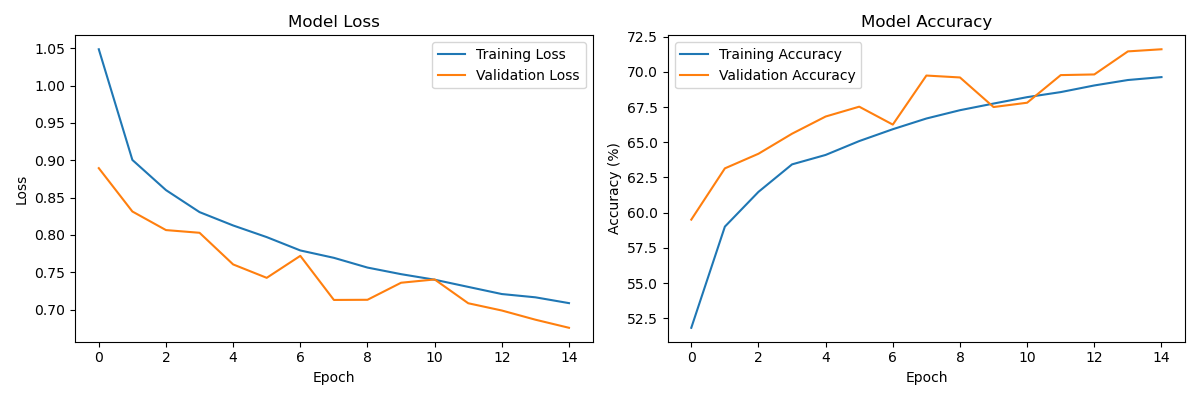 Model Loss
Training Loss
Validation Loss
1.05
1.00
0.95
0.90
0.85
0.80
0.75
0.70
Loss
0 2 4 6 8 10 12 14
Epoch
Model Accuracy
Training Accuracy
Validation Accuracy
72.5
70.0
67.5
65.0
62.5
60.0
57.5
55.0
52.5
Accuracy (%)
0 2 4 6 8 10 12 14
Epoch